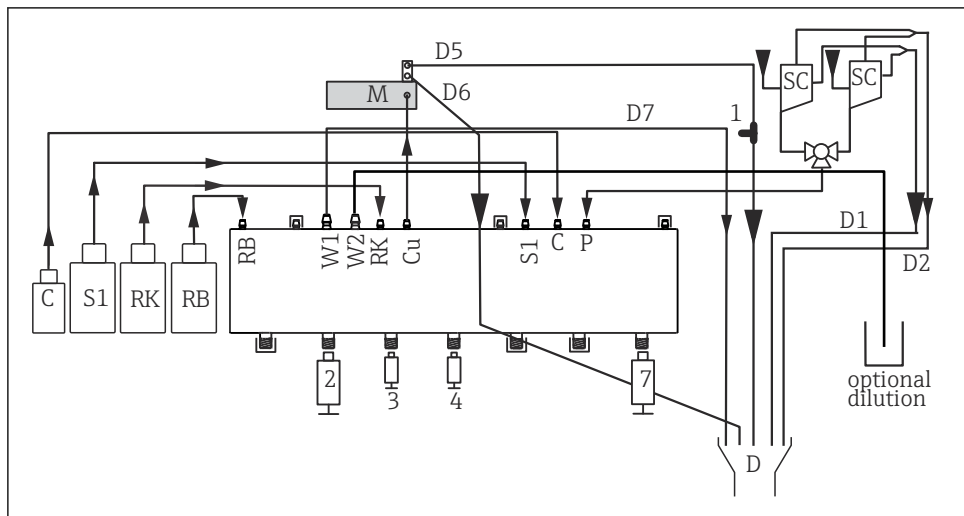 D5
SC
SC
M
D6
D7
1
RB
W1
W2
RK
Cu
S1
C
P
D1
D2
C
S1
RK
RB
2
3
4
7
optional
dilution
D